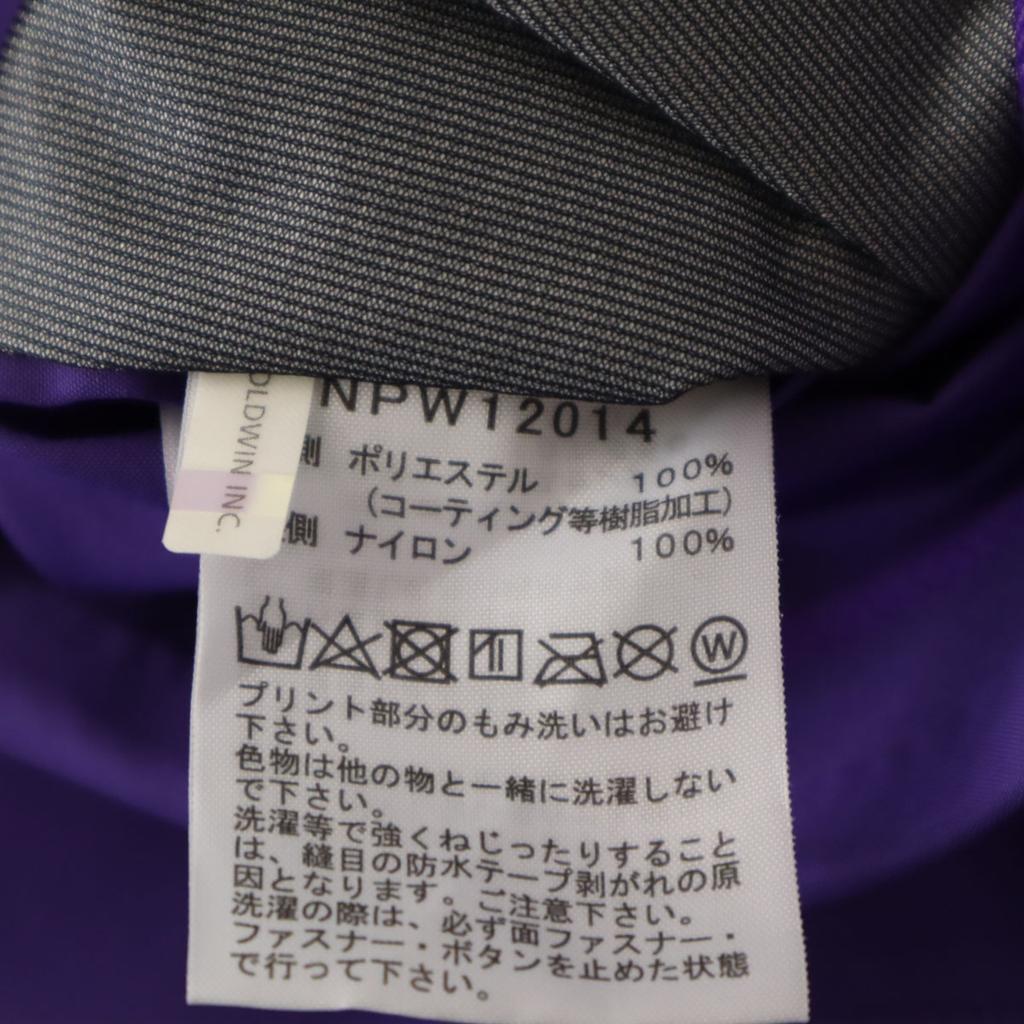 NPW12014
側 ポリエステル 100%
(コーティング等樹脂加工)
側 ナイロン 100%
W
プリント部分のもみ洗いはお避け
下さい。
色物は他の物と一緒に洗濯しない
で下さい。
洗濯等で強くねじったりすること
は、縫目の防水テープ剥がれの原
因となります。ご注意下さい。
洗濯の際は、必ず面ファスナー・
ファスナー・ボタンを止めた状態
で行って下さい。
OLDWIN INC.